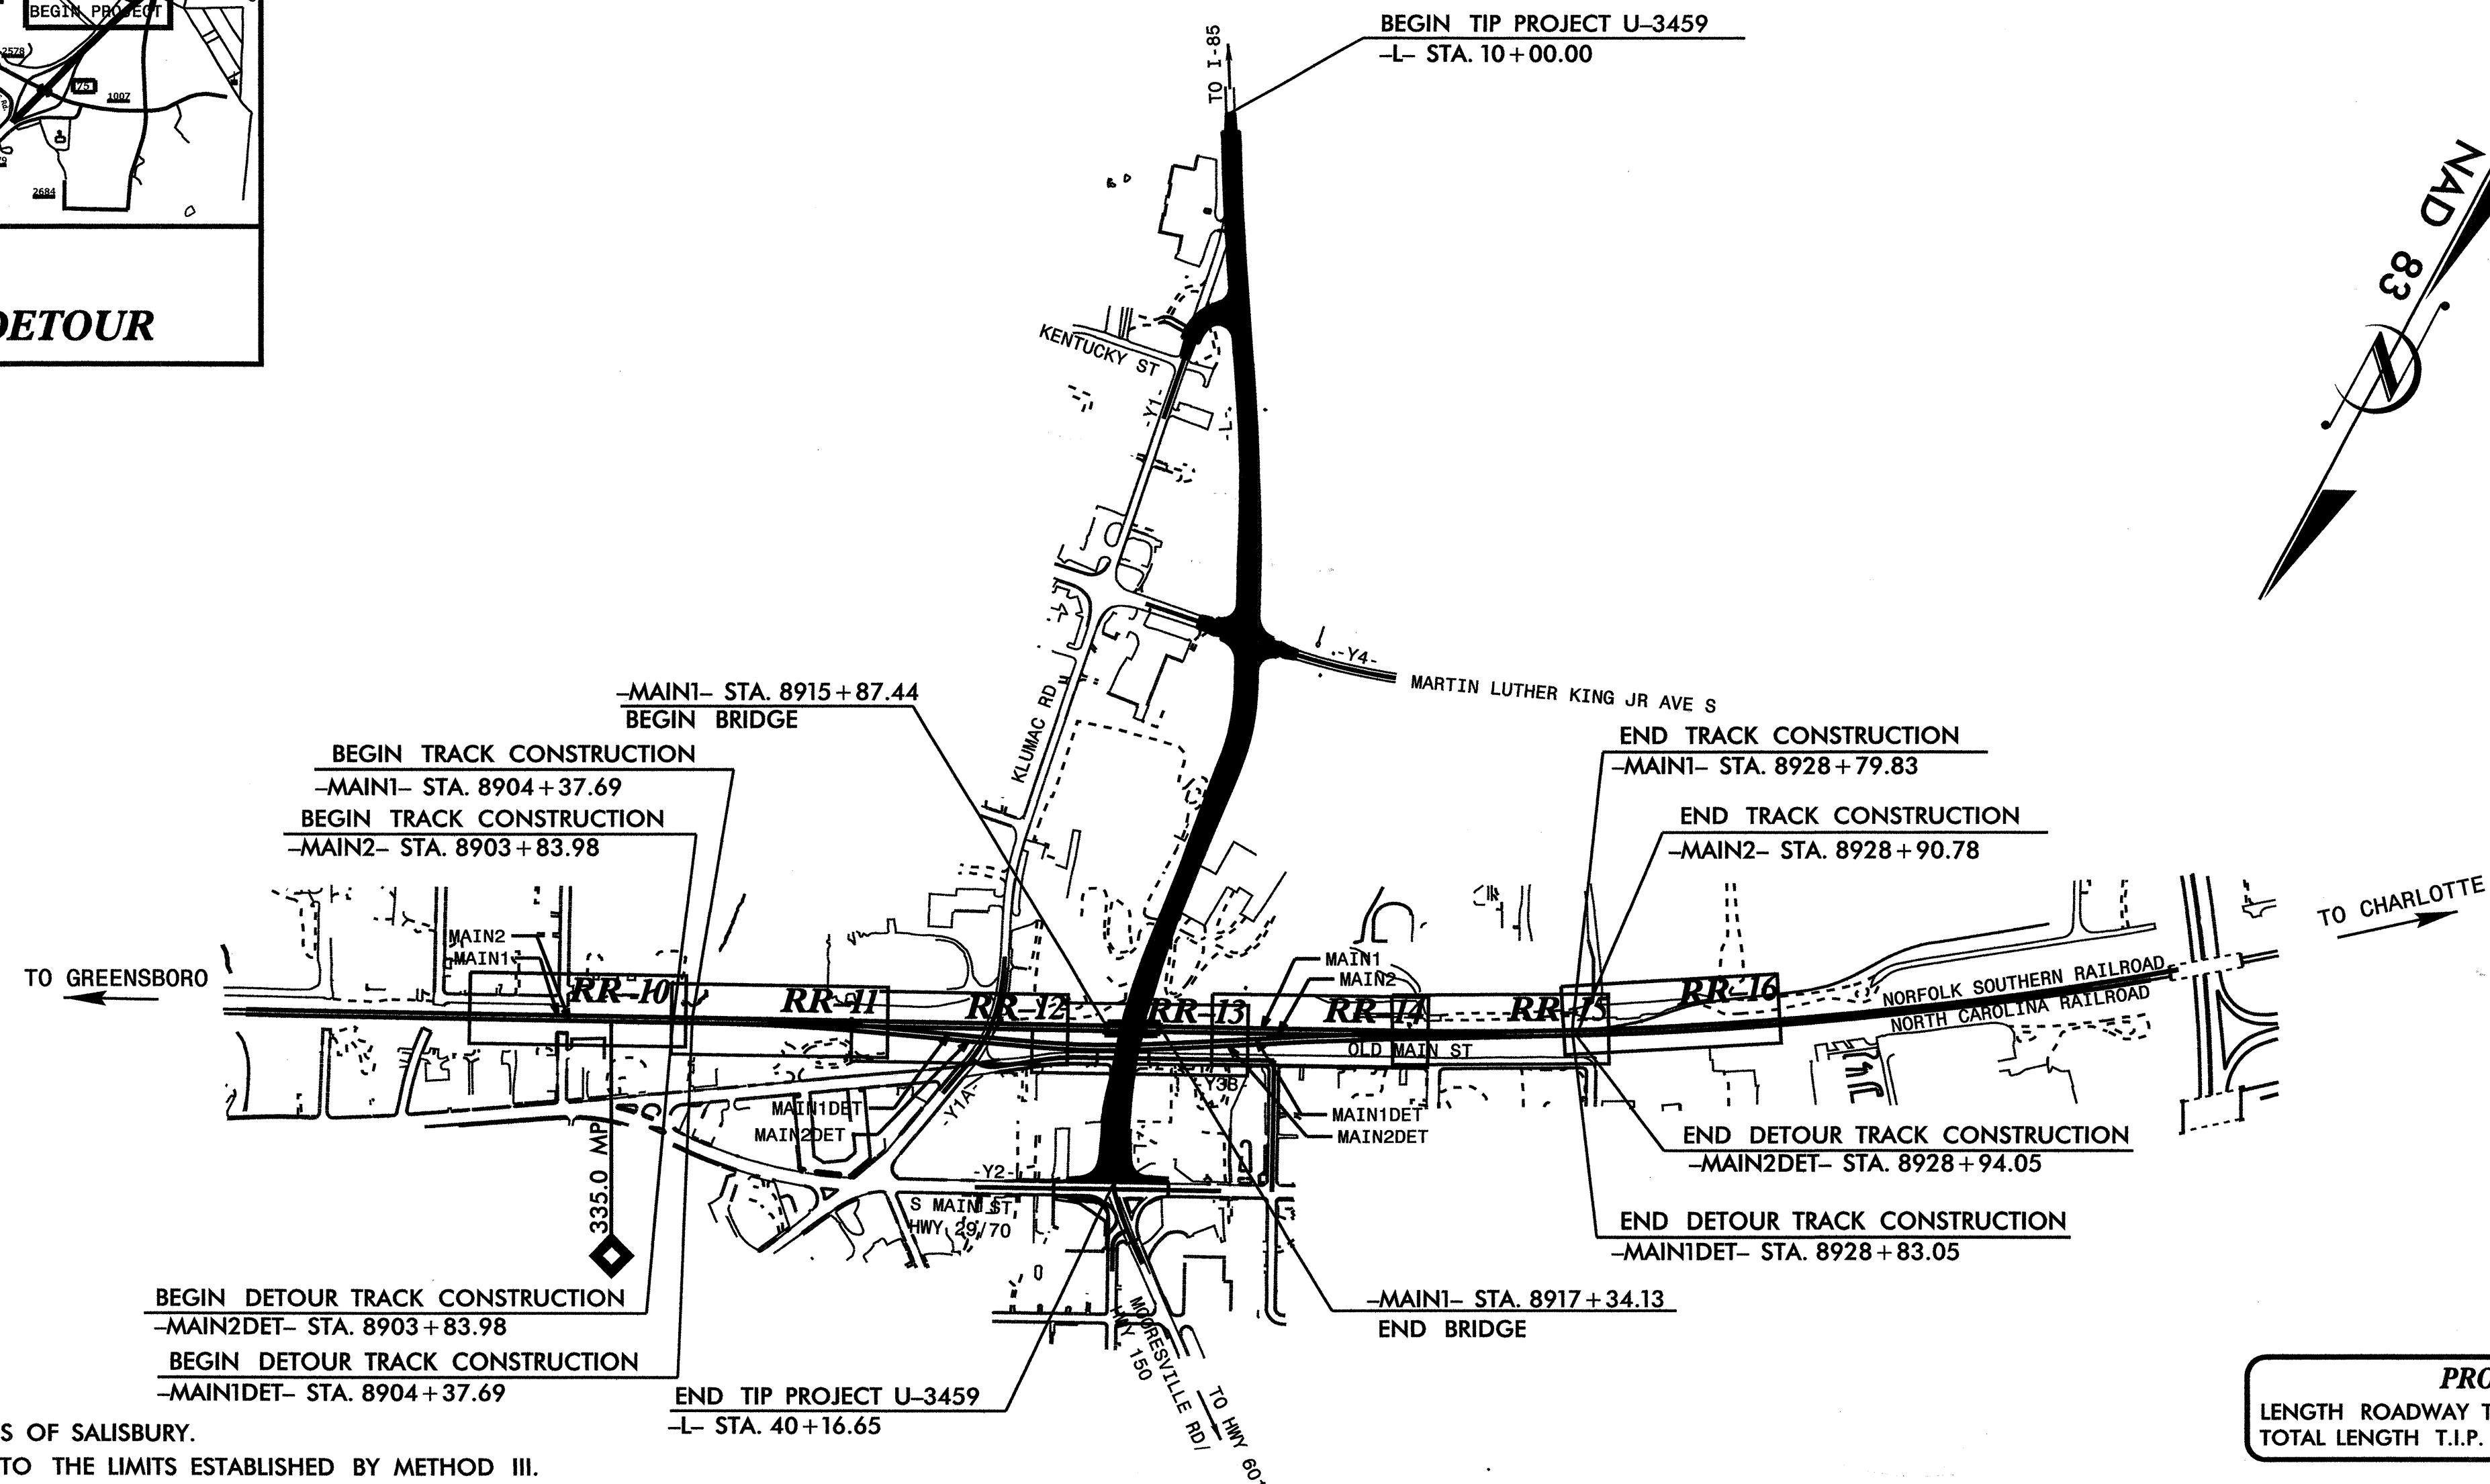 BEGIN PROJECT
2578
75
1007
2684
DETOUR
BEGIN TIP PROJECT U–3459
–L– STA. 10+00.00
TO I-85
NAD 83
KENTUCKY ST
-Y1-
-L-
-Y4-
MARTIN LUTHER KING JR AVE S
KLUMAC RD
–MAIN1– STA. 8915+87.44
BEGIN BRIDGE
BEGIN TRACK CONSTRUCTION
–MAIN1– STA. 8904+37.69
BEGIN TRACK CONSTRUCTION
–MAIN2– STA. 8903+83.98
END TRACK CONSTRUCTION
–MAIN1– STA. 8928+79.83
END TRACK CONSTRUCTION
–MAIN2– STA. 8928+90.78
TO CHARLOTTE
TO GREENSBORO
MAIN2
MAIN1
MAIN1
MAIN2
RR–10
RR–11
RR–12
RR–13
RR–14
RR–15
RR–16
NORFOLK SOUTHERN RAILROAD
NORTH CAROLINA RAILROAD
OLD MAIN ST
-Y3B-
-Y1A-
MAIN1DET
MAIN2DET
MAIN1DET
MAIN2DET
335.0 MP
-Y2-
S MAIN ST
HWY 29/70
END DETOUR TRACK CONSTRUCTION
–MAIN2DET– STA. 8928+94.05
END DETOUR TRACK CONSTRUCTION
–MAIN1DET– STA. 8928+83.05
BEGIN DETOUR TRACK CONSTRUCTION
–MAIN2DET– STA. 8903+83.98
BEGIN DETOUR TRACK CONSTRUCTION
–MAIN1DET– STA. 8904+37.69
–MAIN1– STA. 8917+34.13
END BRIDGE
END TIP PROJECT U–3459
–L– STA. 40+16.65
MOORESVILLE RD/
HWY 150
TO HWY 601
S OF SALISBURY.
TO THE LIMITS ESTABLISHED BY METHOD III.
PRO
LENGTH ROADWAY T
TOTAL LENGTH T.I.P.